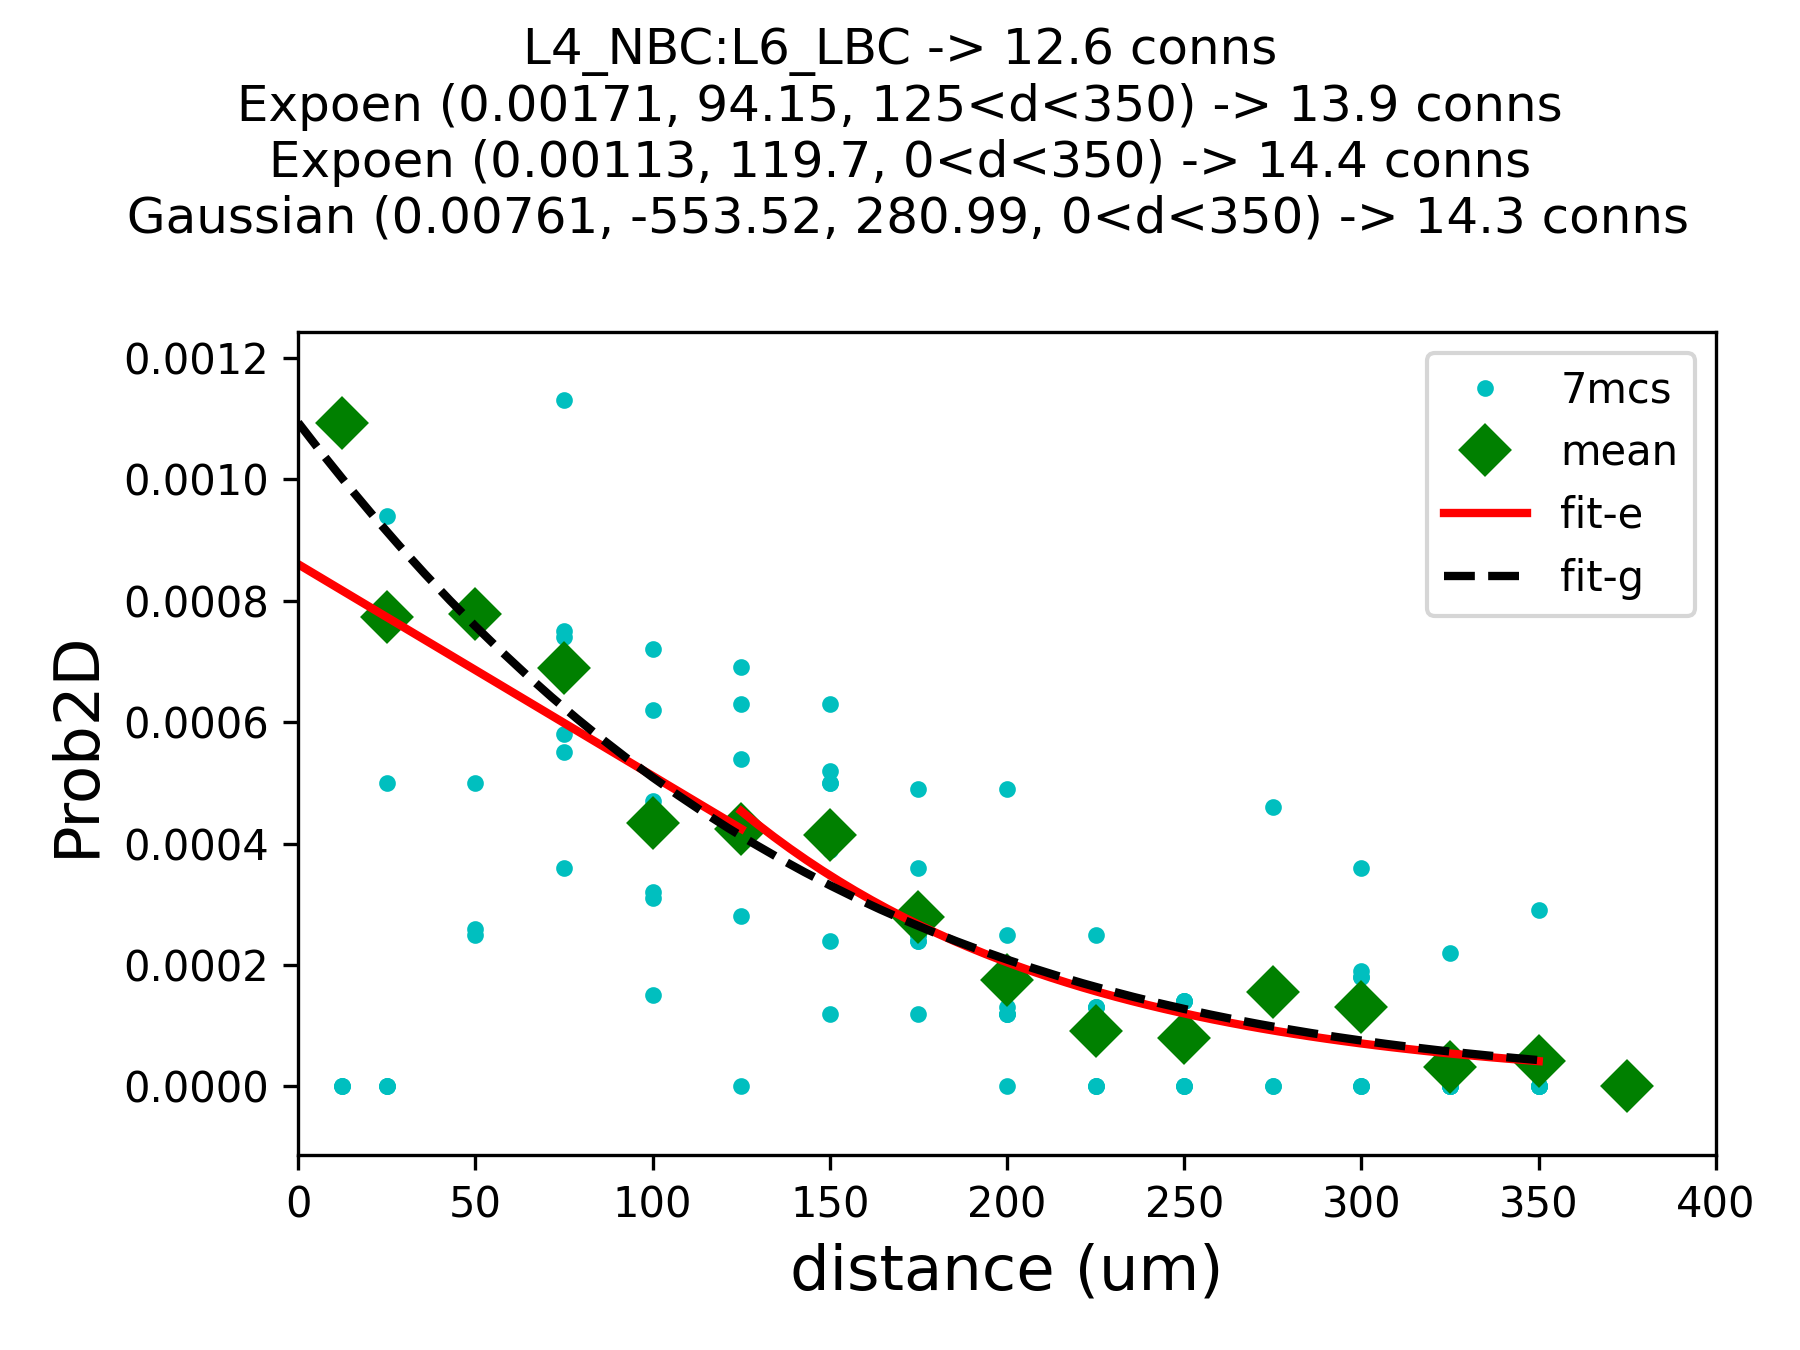 L4_NBC:L6_LBC -> 12.6 conns
Expoen (0.00171, 94.15, 125<d<350) -> 13.9 conns
Expoen (0.00113, 119.7, 0<d<350) -> 14.4 conns
Gaussian (0.00761, -553.52, 280.99, 0<d<350) -> 14.3 conns
7mcs
mean
fit-e
fit-g
Prob2D
0.0012
0.0010
0.0008
0.0006
0.0004
0.0002
0.0000
0 50 100 150 200 250 300 350 400
distance (um)